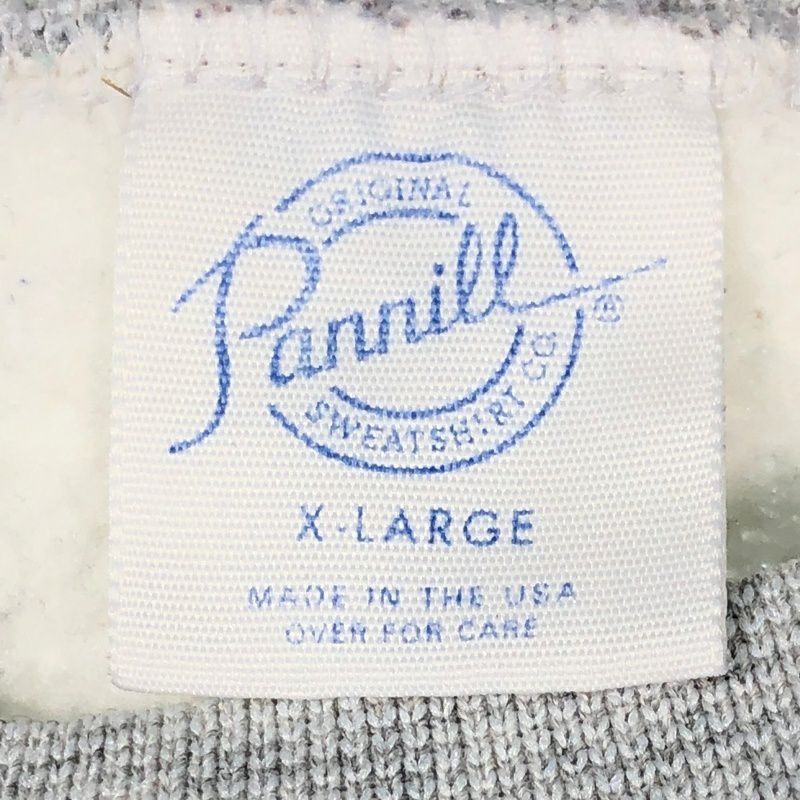 ORIGINAL
Pannill ®
SWEATSHIRT CO.
X-LARGE
MADE IN THE USA
OVER FOR CARE